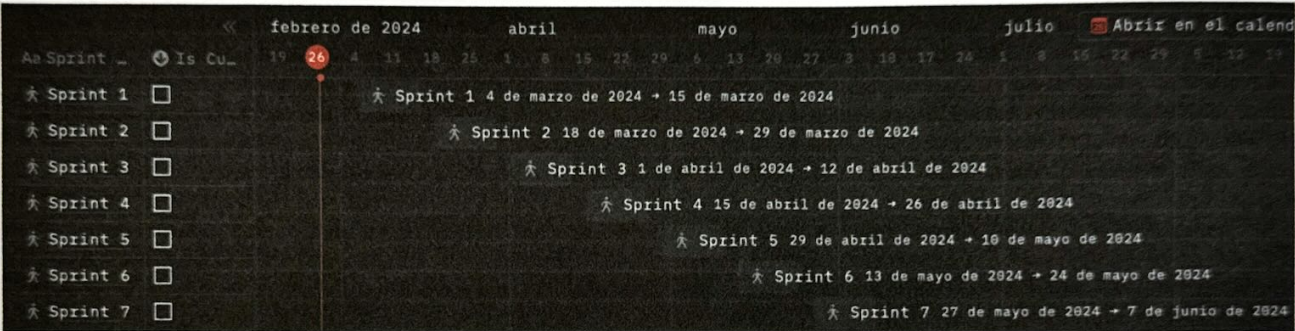 febrero de 2024 abril mayo junio julio Abrir en el calend
Aa Sprint … Is Cu… 19 26 4 11 18 25 1 8 15 22 29 6 13 20 27 3 10 17 24 1 8 15 22 29 5 12 19
Sprint 1 Sprint 1 4 de marzo de 2024 → 15 de marzo de 2024
Sprint 2 Sprint 2 18 de marzo de 2024 → 29 de marzo de 2024
Sprint 3 Sprint 3 1 de abril de 2024 → 12 de abril de 2024
Sprint 4 Sprint 4 15 de abril de 2024 → 26 de abril de 2024
Sprint 5 Sprint 5 29 de abril de 2024 → 10 de mayo de 2024
Sprint 6 Sprint 6 13 de mayo de 2024 → 24 de mayo de 2024
Sprint 7 Sprint 7 27 de mayo de 2024 → 7 de junio de 2024